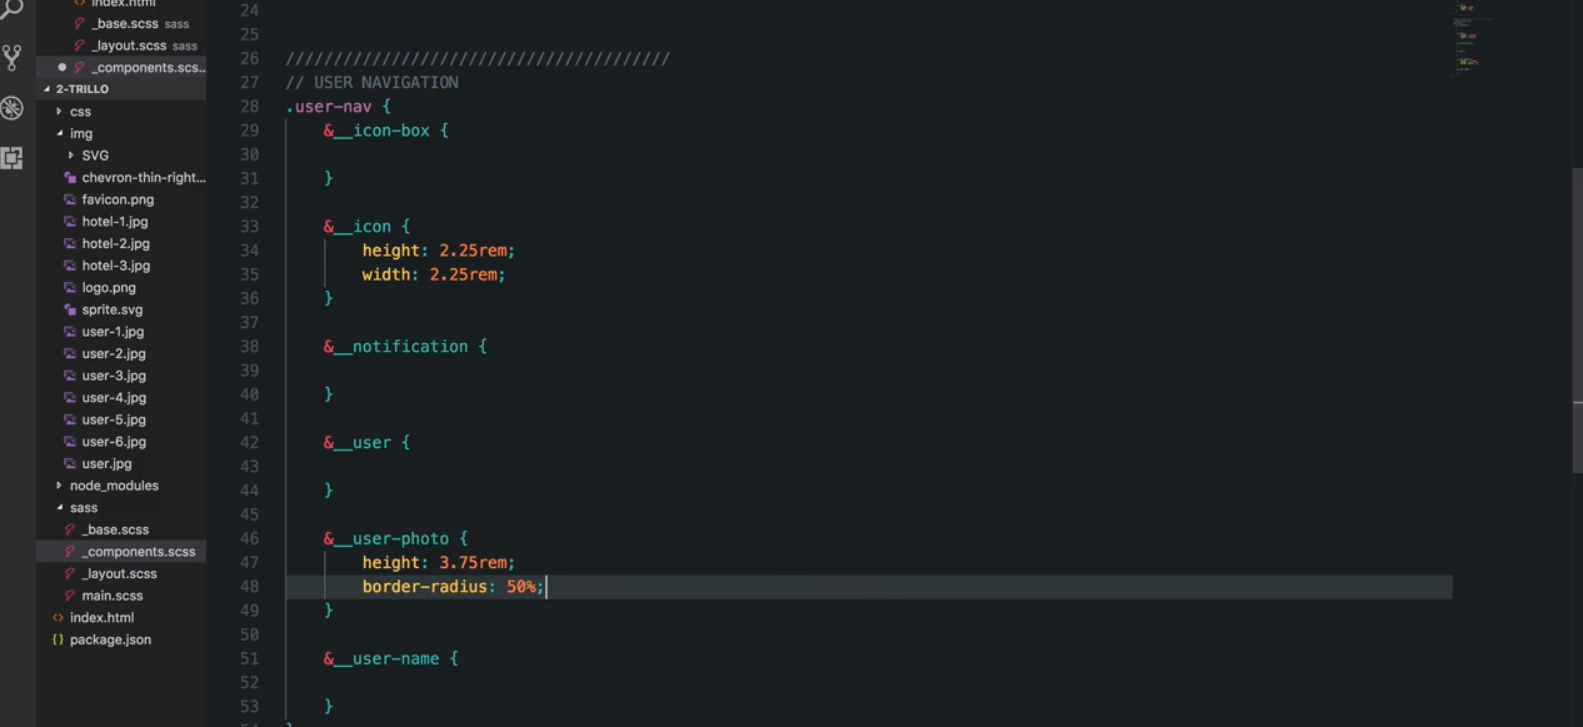 index.html
_base.scss sass
_layout.scss sass
_components.scs...
2-TRILLO
css
img
SVG
chevron-thin-right...
favicon.png
hotel-1.jpg
hotel-2.jpg
hotel-3.jpg
logo.png
sprite.svg
user-1.jpg
user-2.jpg
user-3.jpg
user-4.jpg
user-5.jpg
user-6.jpg
user.jpg
node_modules
sass
_base.scss
_components.scss
_layout.scss
main.scss
index.html
{} package.json
24
25
26 ////////////////////////////////////////
27 // USER NAVIGATION
28 .user-nav {
29 &__icon-box {
30
31 }
32
33 &__icon {
34 height: 2.25rem;
35 width: 2.25rem;
36 }
37
38 &__notification {
39
40 }
41
42 &__user {
43
44 }
45
46 &__user-photo {
47 height: 3.75rem;
48 border-radius: 50%;
49 }
50
51 &__user-name {
52
53 }